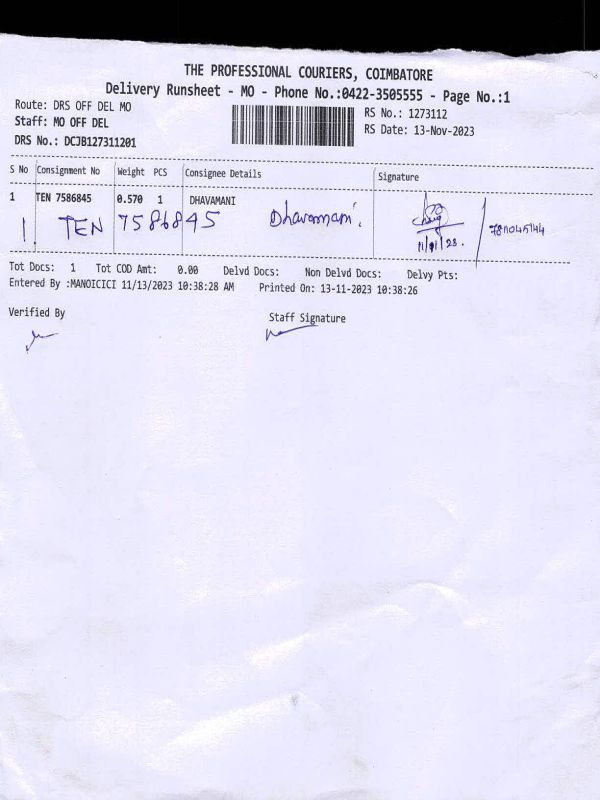 THE PROFESSIONAL COURIERS, COIMBATORE
Delivery Runsheet - MO - Phone No.:0422-3505555 - Page No.:1
Route: DRS OFF DEL MO
RS No.: 1273112
Staff: MO OFF DEL
RS Date: 13-Nov-2023
DRS No.: DCJB127311201
S No Consignment No Weight PCS Consignee Details Signature
1 TEN 7586845 0.570 1 DHAVAMANI
1 TEN 7586845 Dhavamani.
Tot Docs: 1 Tot COD Amt: 0.00 Delvd Docs: Non Delvd Docs: Delvy Pts:
Entered By :MANOICICI 11/13/2023 10:38:28 AM Printed On: 13-11-2023 10:38:26
Verified By
Staff Signature